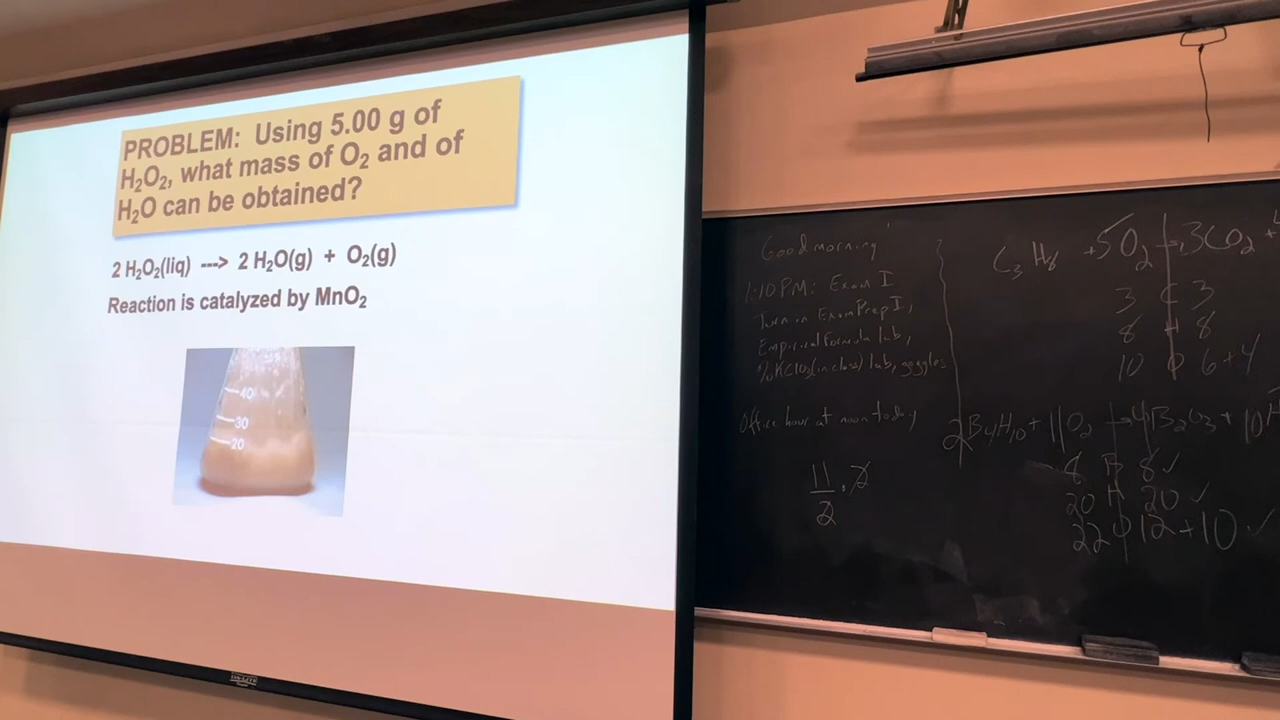 PROBLEM: Using 5.00 g of
H₂O₂, what mass of O₂ and of
H₂O can be obtained?
2 H₂O₂(liq) ---> 2 H₂O(g) + O₂(g)
Reaction is catalyzed by MnO₂
40
30
20
Good morning
1:10 PM: Exam I
Turn in Exam Prep I,
Empirical Formula lab,
%KClO₃(in class) lab, goggles
Office hour at noon today
11/2 · 2
C₃H₈ + 5O₂ → 3CO₂ +
3 C 3
8 H 8
10 O 6+4
2B₄H₁₀ + 11O₂ → 4B₂O₃ + 10H
8 B 8 ✓
20 H 20 ✓
22 O 12+10 ✓